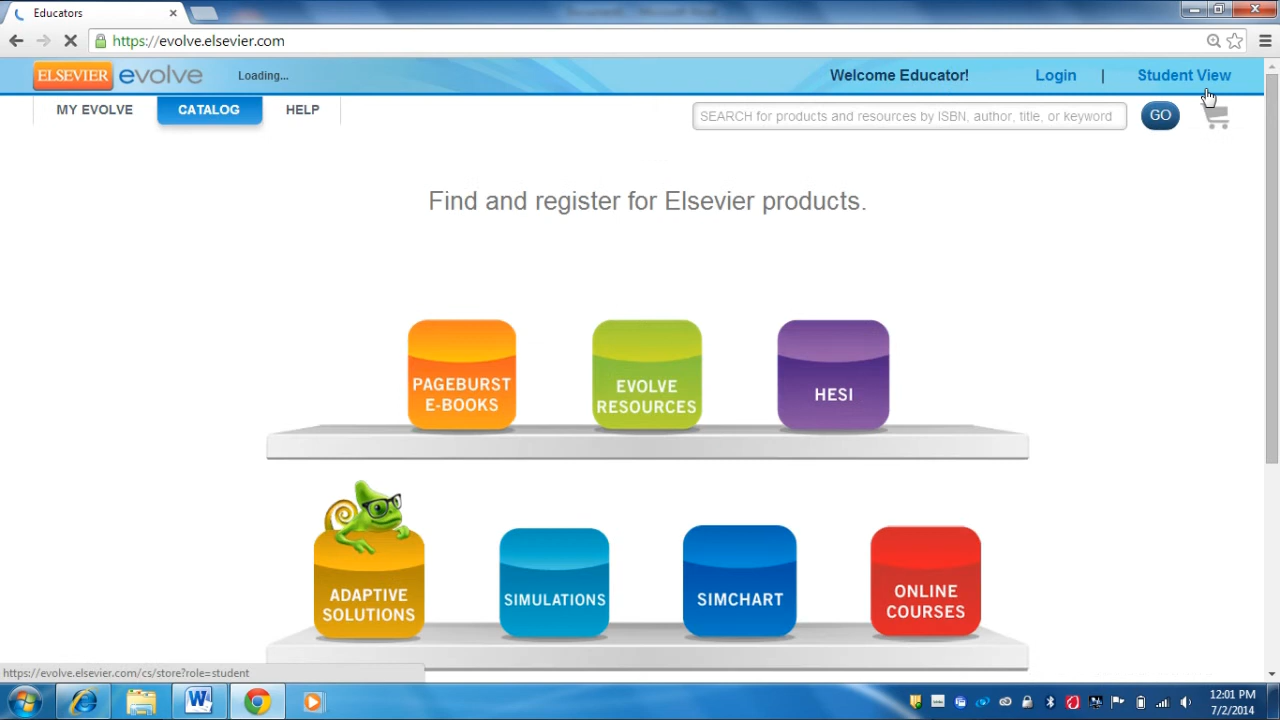 Educators
https://evolve.elsevier.com
ELSEVIER evolve Loading... Welcome Educator! Login | Student View
MY EVOLVE CATALOG HELP SEARCH for products and resources by ISBN, author, title, or keyword GO
Find and register for Elsevier products.
PAGEBURST
E-BOOKS
EVOLVE
RESOURCES
HESI
ADAPTIVE
SOLUTIONS
SIMULATIONS
SIMCHART
ONLINE
COURSES
https://evolve.elsevier.com/cs/store?role=student
12:01 PM
7/2/2014